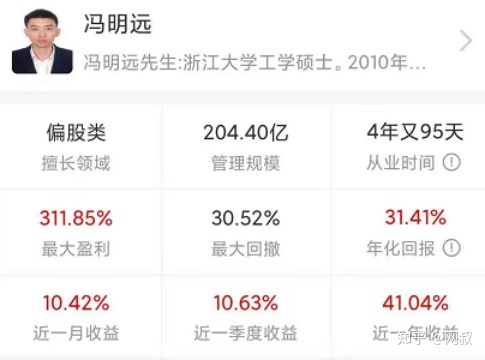 冯明远
冯明远先生:浙江大学工学硕士。2010年...
偏股类
204.40亿
4年又95天
擅长领域
管理规模
从业时间
311.85%
30.52%
31.41%
最大盈利
最大回撤
年化回报
10.42%
10.63%
41.04%
近一月收益
近一季度收益
近一年收益
知乎 @网叔